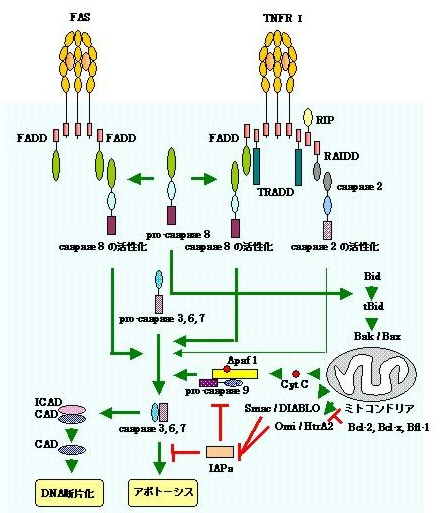 FAS
TNFR I
RIP
FADD
FADD
FADD
RAIDD
TRADD
caspase 2
pro-caspase 8
caspase 8 の活性化
caspase 8 の活性化
caspase 2 の活性化
Bid
tBid
pro-caspase 3,6,7
Bak / Bax
Apaf 1
Cyt C
pro-caspase 9
ミトコンドリア
ICAD
CAD
Smac / DIABLO
caspase 3,6,7
Omi / HtrA2
Bcl-2, Bcl-x, Bfl-1
CAD
IAPs
DNA断片化
アポトーシス